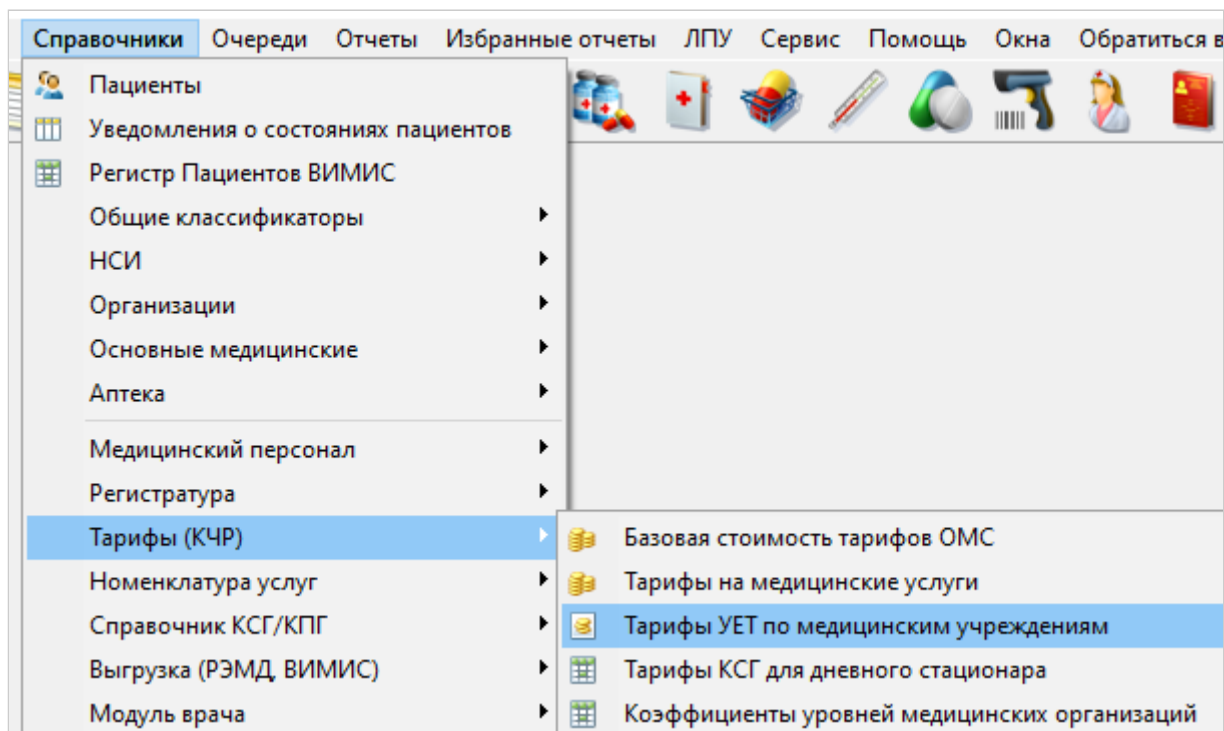 Справочники Очереди Отчеты Избранные отчеты ЛПУ Сервис Помощь Окна Обратиться в
Пациенты
Уведомления о состояниях пациентов
Регистр Пациентов ВИМИС
Общие классификаторы
НСИ
Организации
Основные медицинские
Аптека
Медицинский персонал
Регистратура
Тарифы (КЧР)
Номенклатура услуг
Справочник КСГ/КПГ
Выгрузка (РЭМД, ВИМИС)
Модуль врача
Базовая стоимость тарифов ОМС
Тарифы на медицинские услуги
Тарифы УЕТ по медицинским учреждениям
Тарифы КСГ для дневного стационара
Коэффициенты уровней медицинских организаций